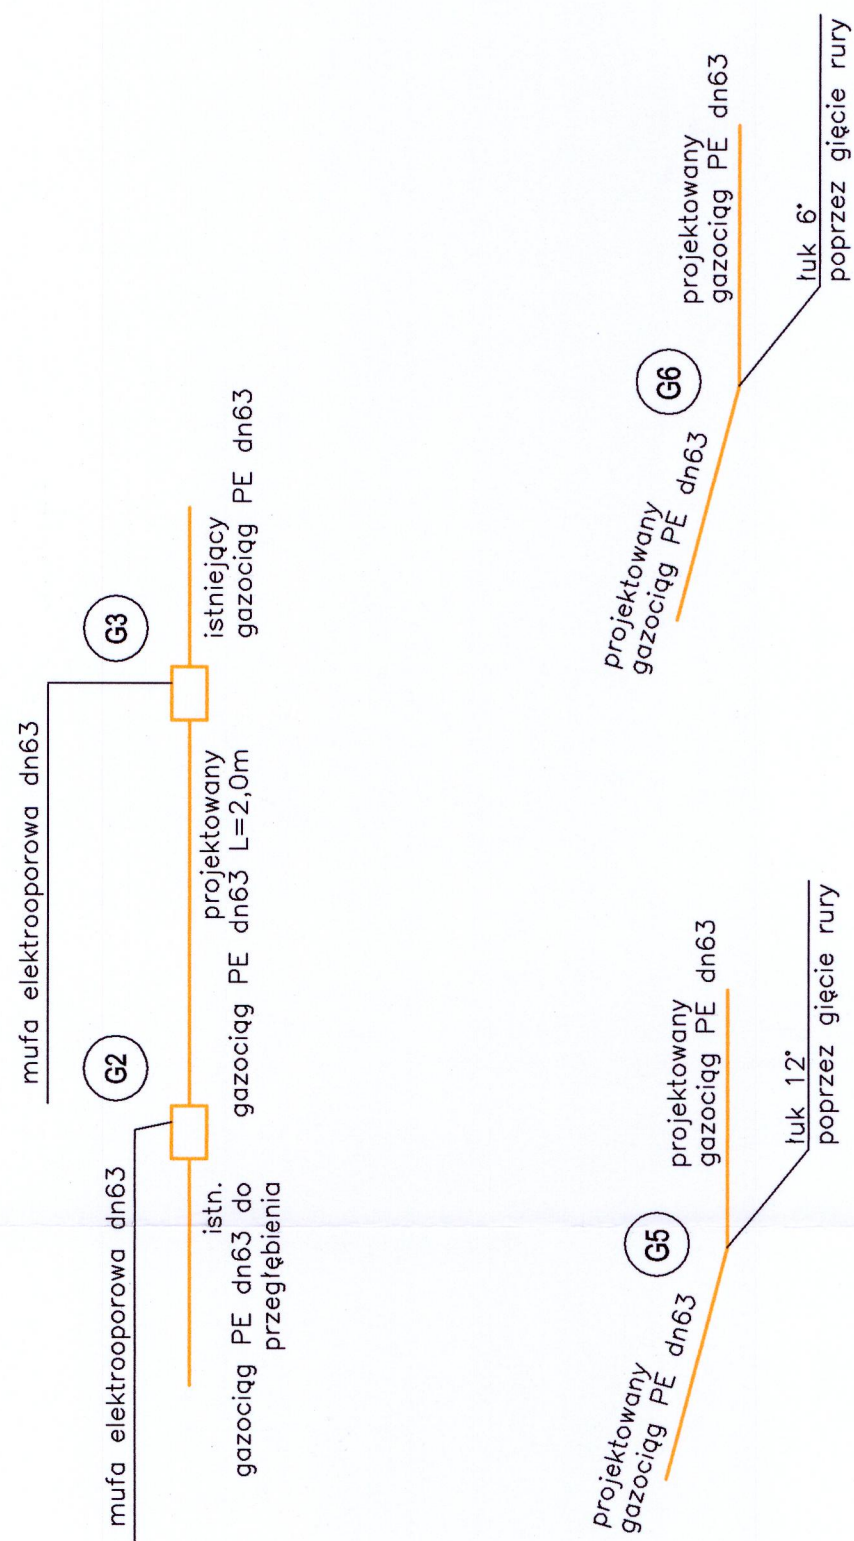 mufa elektrooporowa dn63
mufa elektrooporowa dn63
G2
G3
istn.
gazociąg PE dn63 do
przegłębienia
projektowany
gazociąg PE dn63 L=2,0m
istniejący
gazociąg PE dn63
G5
projektowany
gazociąg PE dn63
projektowany
gazociąg PE dn63
łuk 12°
poprzez gięcie rury
G6
projektowany
gazociąg PE dn63
projektowany
gazociąg PE dn63
łuk 6°
poprzez gięcie rury